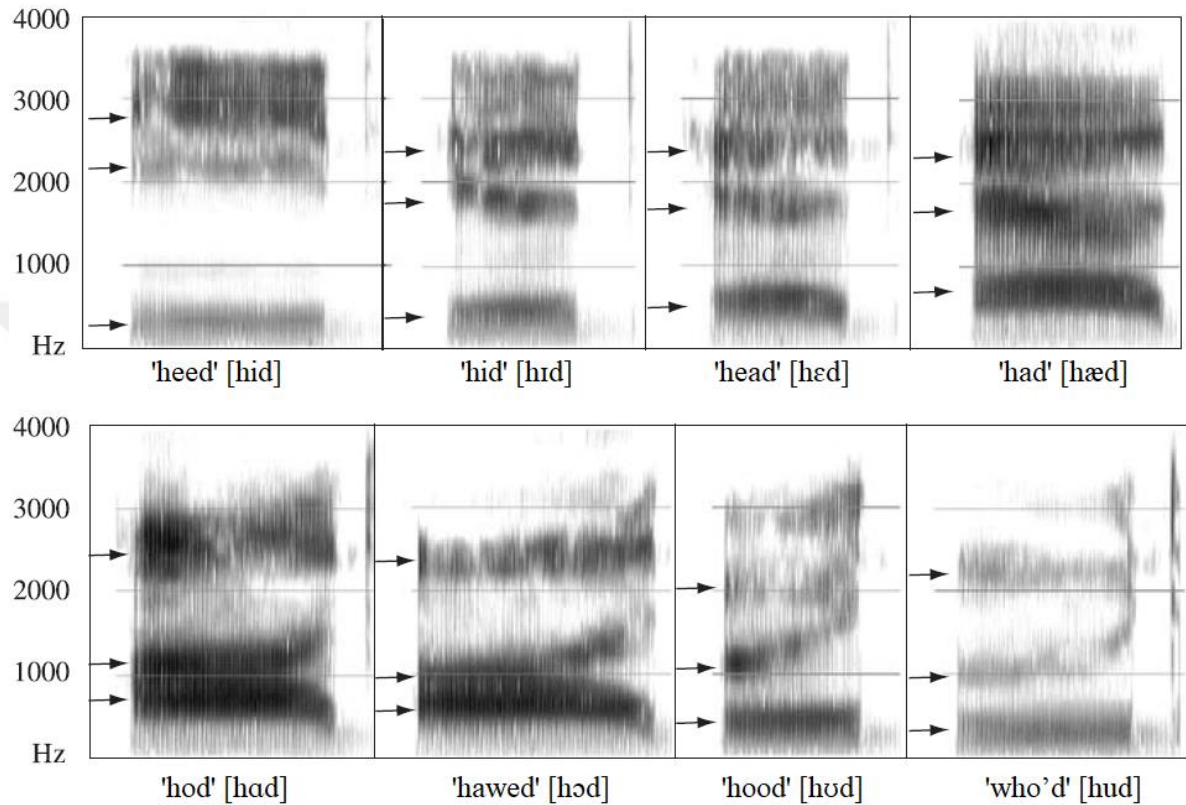 4000
3000
2000
1000
Hz
'heed' [hid] 'hid' [hɪd] 'head' [hɛd] 'had' [hæd]
4000
3000
2000
1000
Hz
'hod' [hɑd] 'hawed' [hɔd] 'hood' [hʊd] 'who’d' [hud]